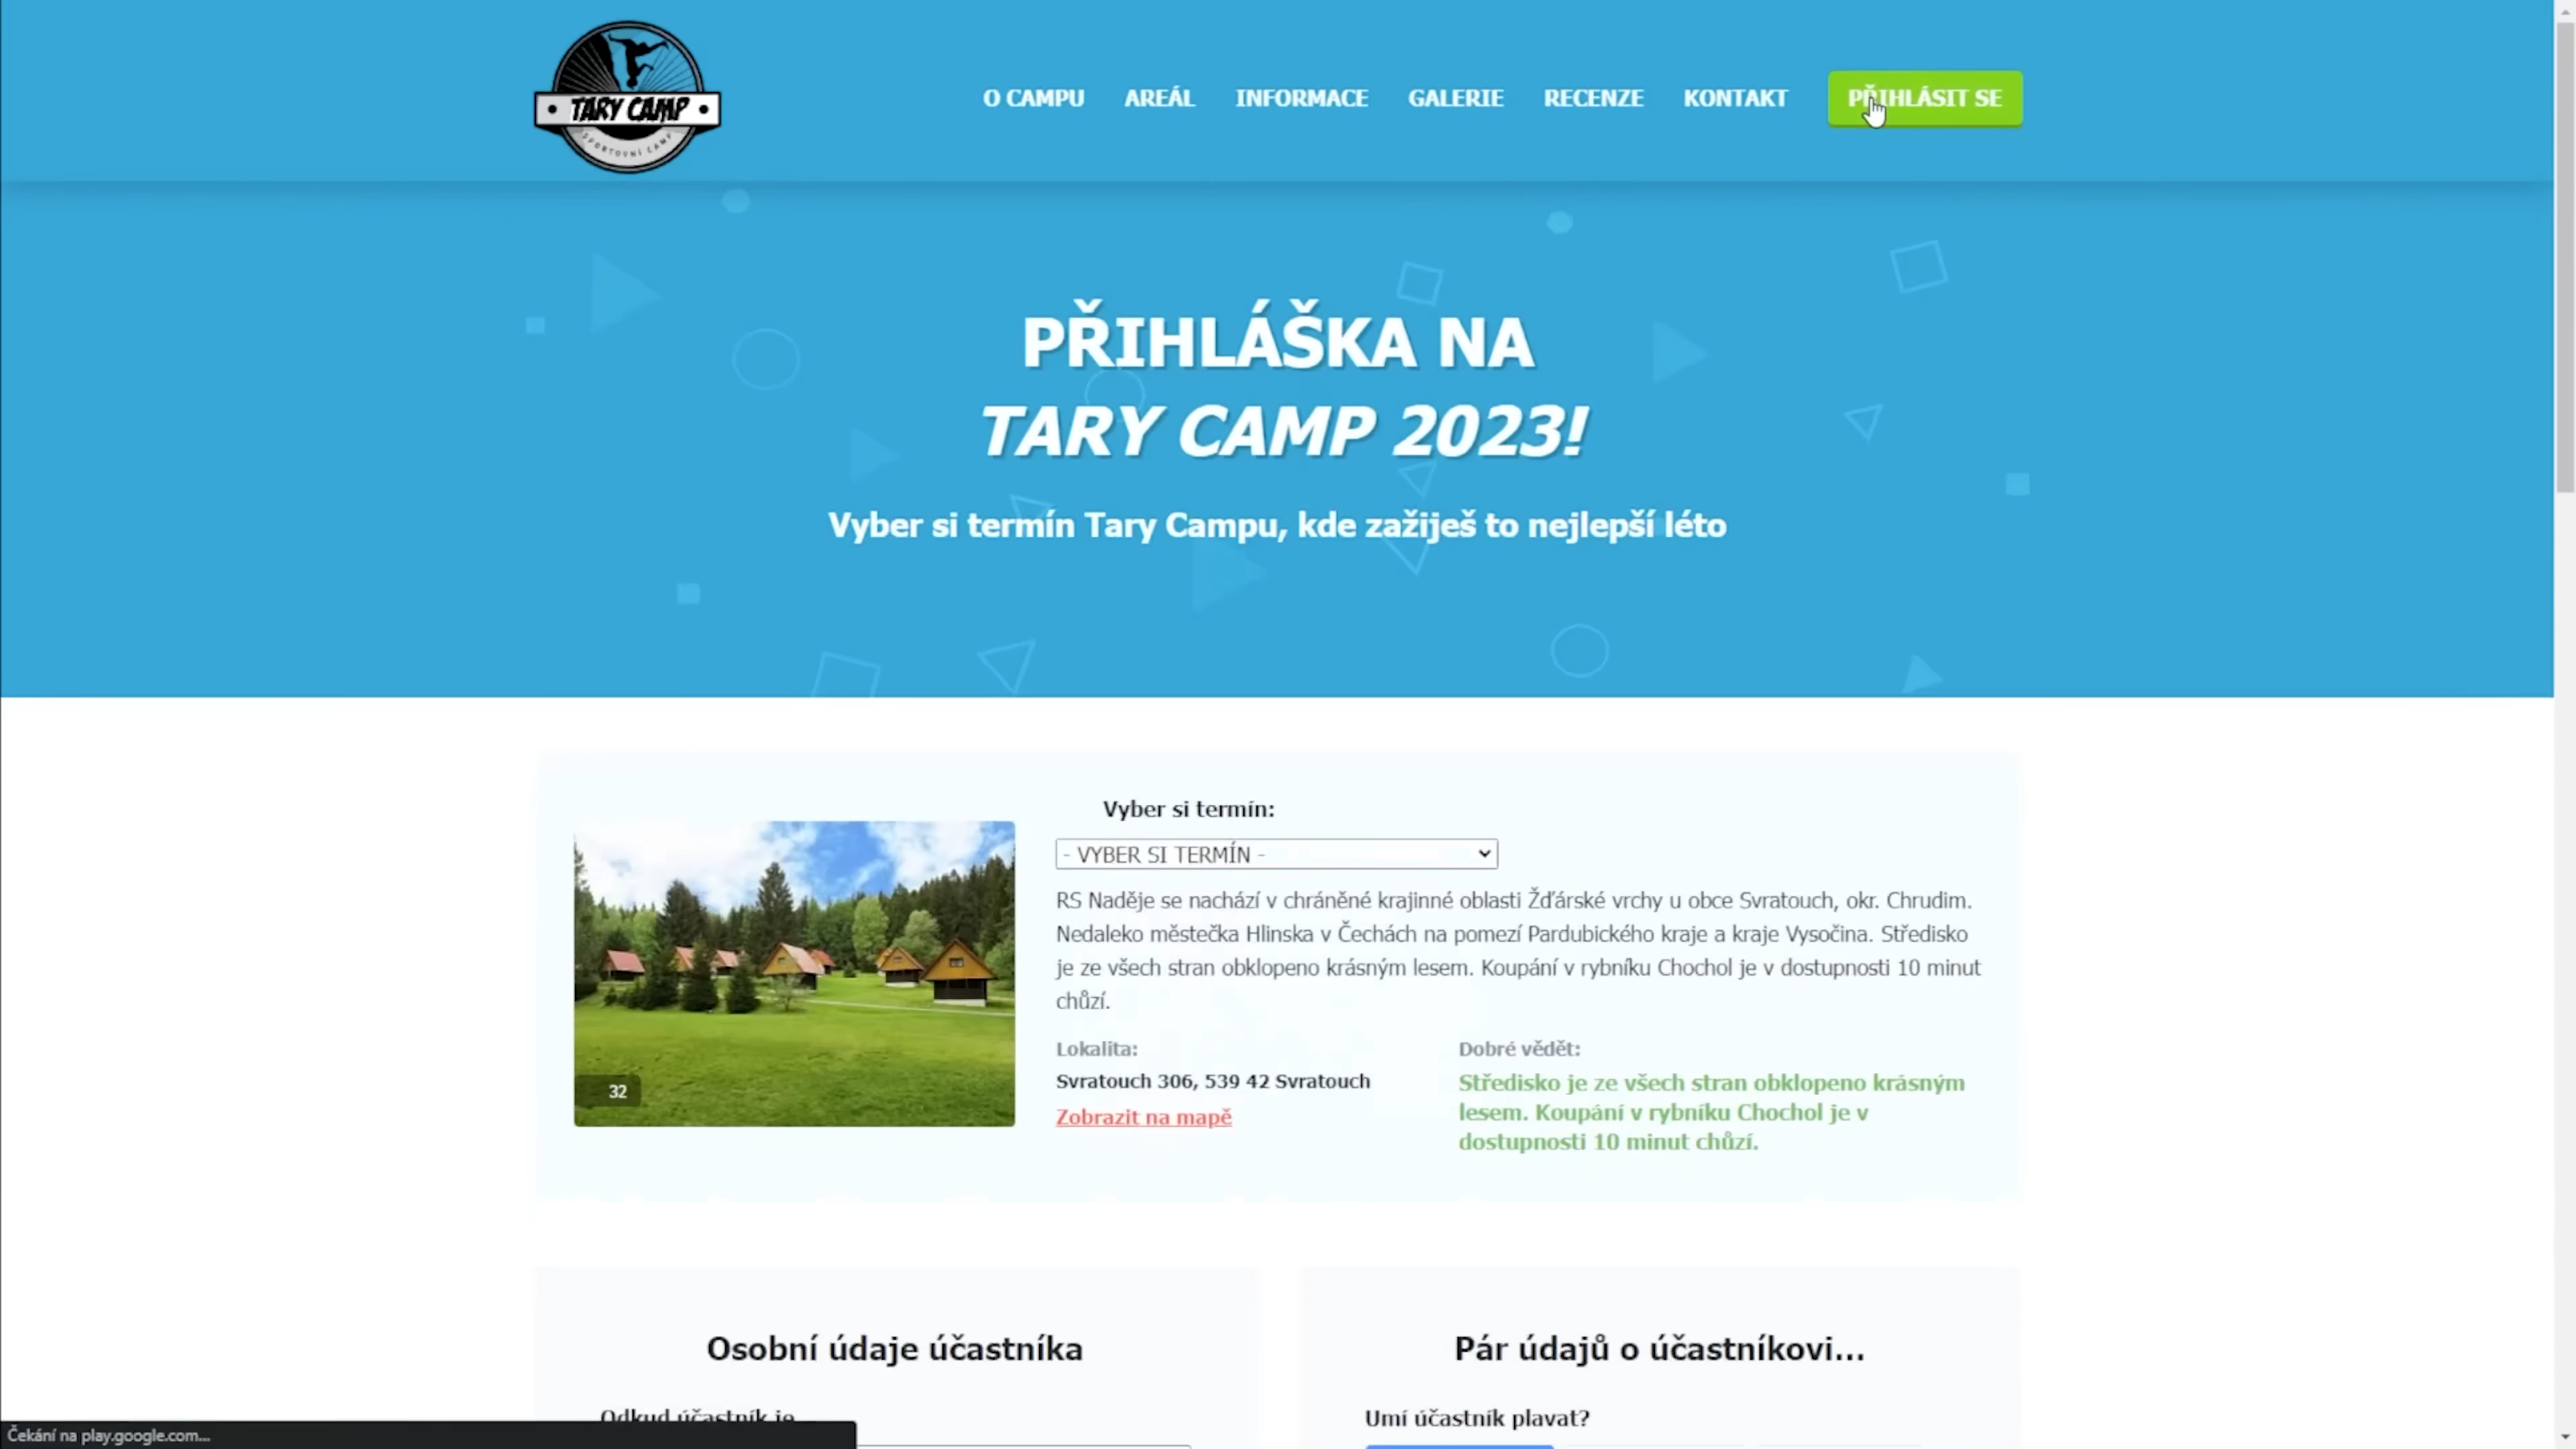 TARY CAMP
SPORTOVNÍ CAMP
O CAMPU
AREÁL
INFORMACE
GALERIE
RECENZE
KONTAKT
PŘIHLÁSIT SE
PŘIHLÁŠKA NA
TARY CAMP 2023!
Vyber si termín Tary Campu, kde zažiješ to nejlepší léto
Vyber si termín:
- VYBER SI TERMÍN -
RS Naděje se nachází v chráněné krajinné oblasti Žďárské vrchy u obce Svratouch, okr. Chrudim.
Nedaleko městečka Hlinska v Čechách na pomezí Pardubického kraje a kraje Vysočina. Středisko
je ze všech stran obklopeno krásným lesem. Koupání v rybníku Chochol je v dostupnosti 10 minut
chůzí.
32
Lokalita:
Svratouch 306, 539 42 Svratouch
Zobrazit na mapě
Dobré vědět:
Středisko je ze všech stran obklopeno krásným
lesem. Koupání v rybníku Chochol je v
dostupnosti 10 minut chůzí.
Osobní údaje účastníka
Odkud účastník je
Pár údajů o účastníkovi...
Umí účastník plavat?
Čekání na play.google.com...